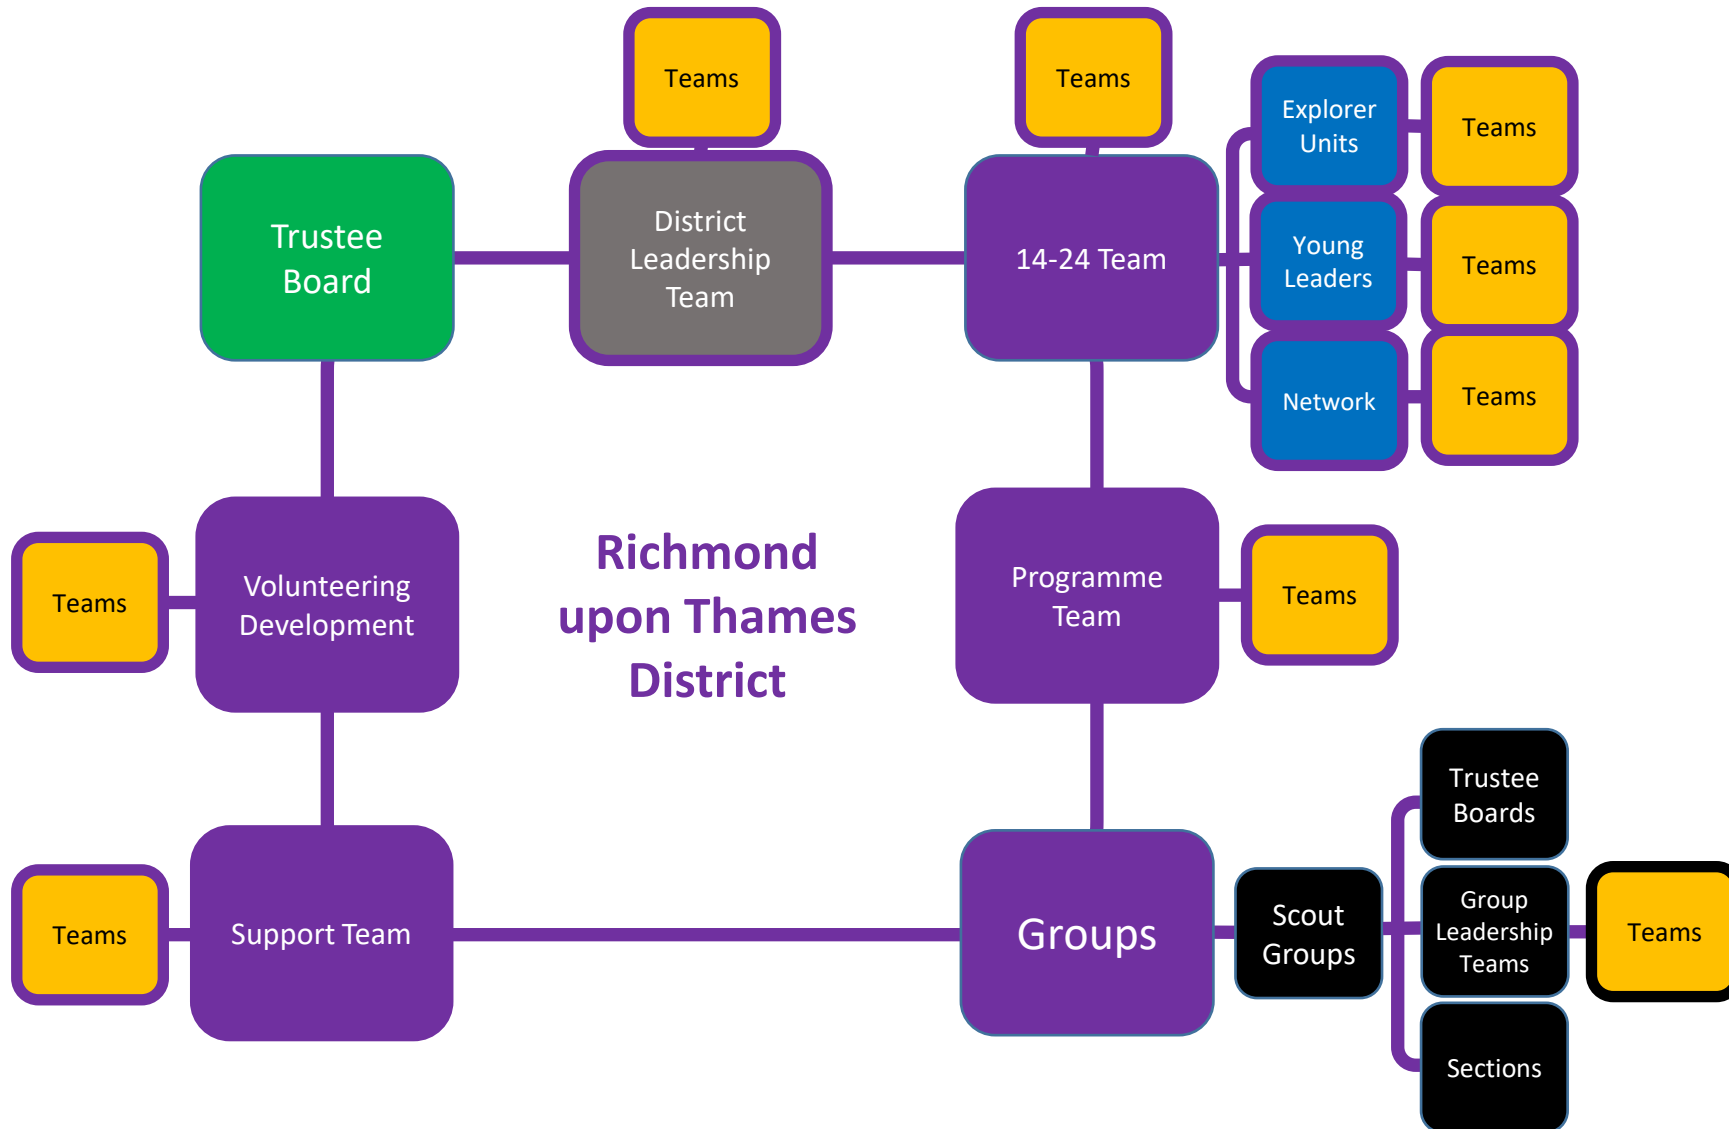 Teams
Teams
Explorer
Units
Teams
Trustee
Board
District
Leadership
Team
14-24 Team
Young
Leaders
Teams
Network
Teams
Teams
Volunteering
Development
Richmond
upon Thames
District
Programme
Team
Teams
Teams
Support Team
Groups
Scout
Groups
Trustee
Boards
Group
Leadership
Teams
Teams
Sections